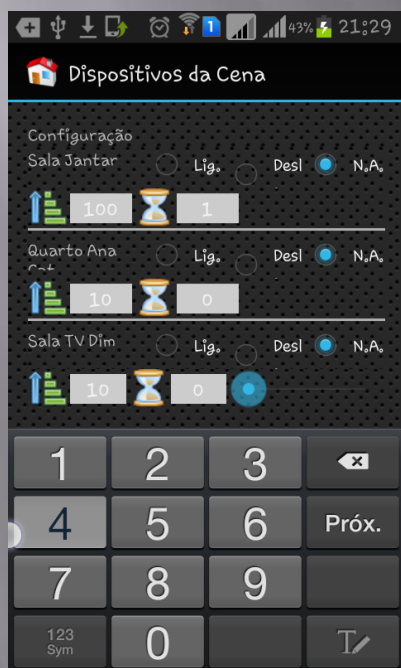 1 43% 21:29
Dispositivos da Cena
Configuração
Sala Jantar Lig. Desl N.A.
100 1
Quarto Ana Lig. Desl N.A.
10 0
Sala TV Dim Lig. Desl N.A.
10 0
1 2 3
4 5 6 Próx.
7 8 9
123 0
Sym